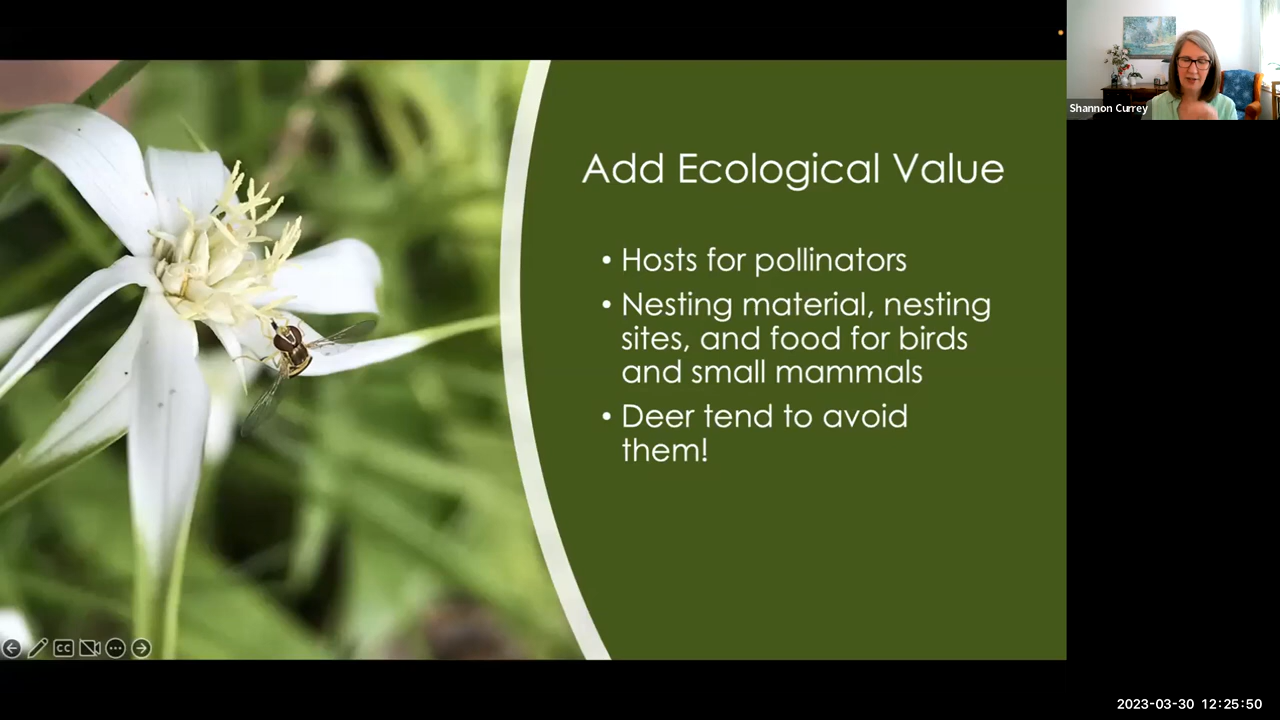 Shannon Currey
Add Ecological Value
• Hosts for pollinators
• Nesting material, nesting
sites, and food for birds
and small mammals
• Deer tend to avoid
them!
CC
2023-03-30 12:25:50